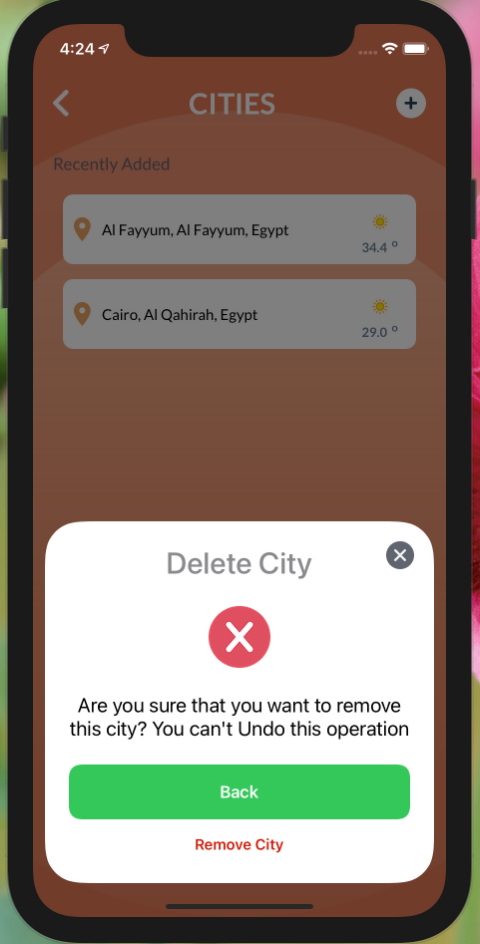 4:24
CITIES
Recently Added
Al Fayyum, Al Fayyum, Egypt
34.4 º
Cairo, Al Qahirah, Egypt
29.0 º
Delete City
Are you sure that you want to remove
this city? You can't Undo this operation
Back
Remove City